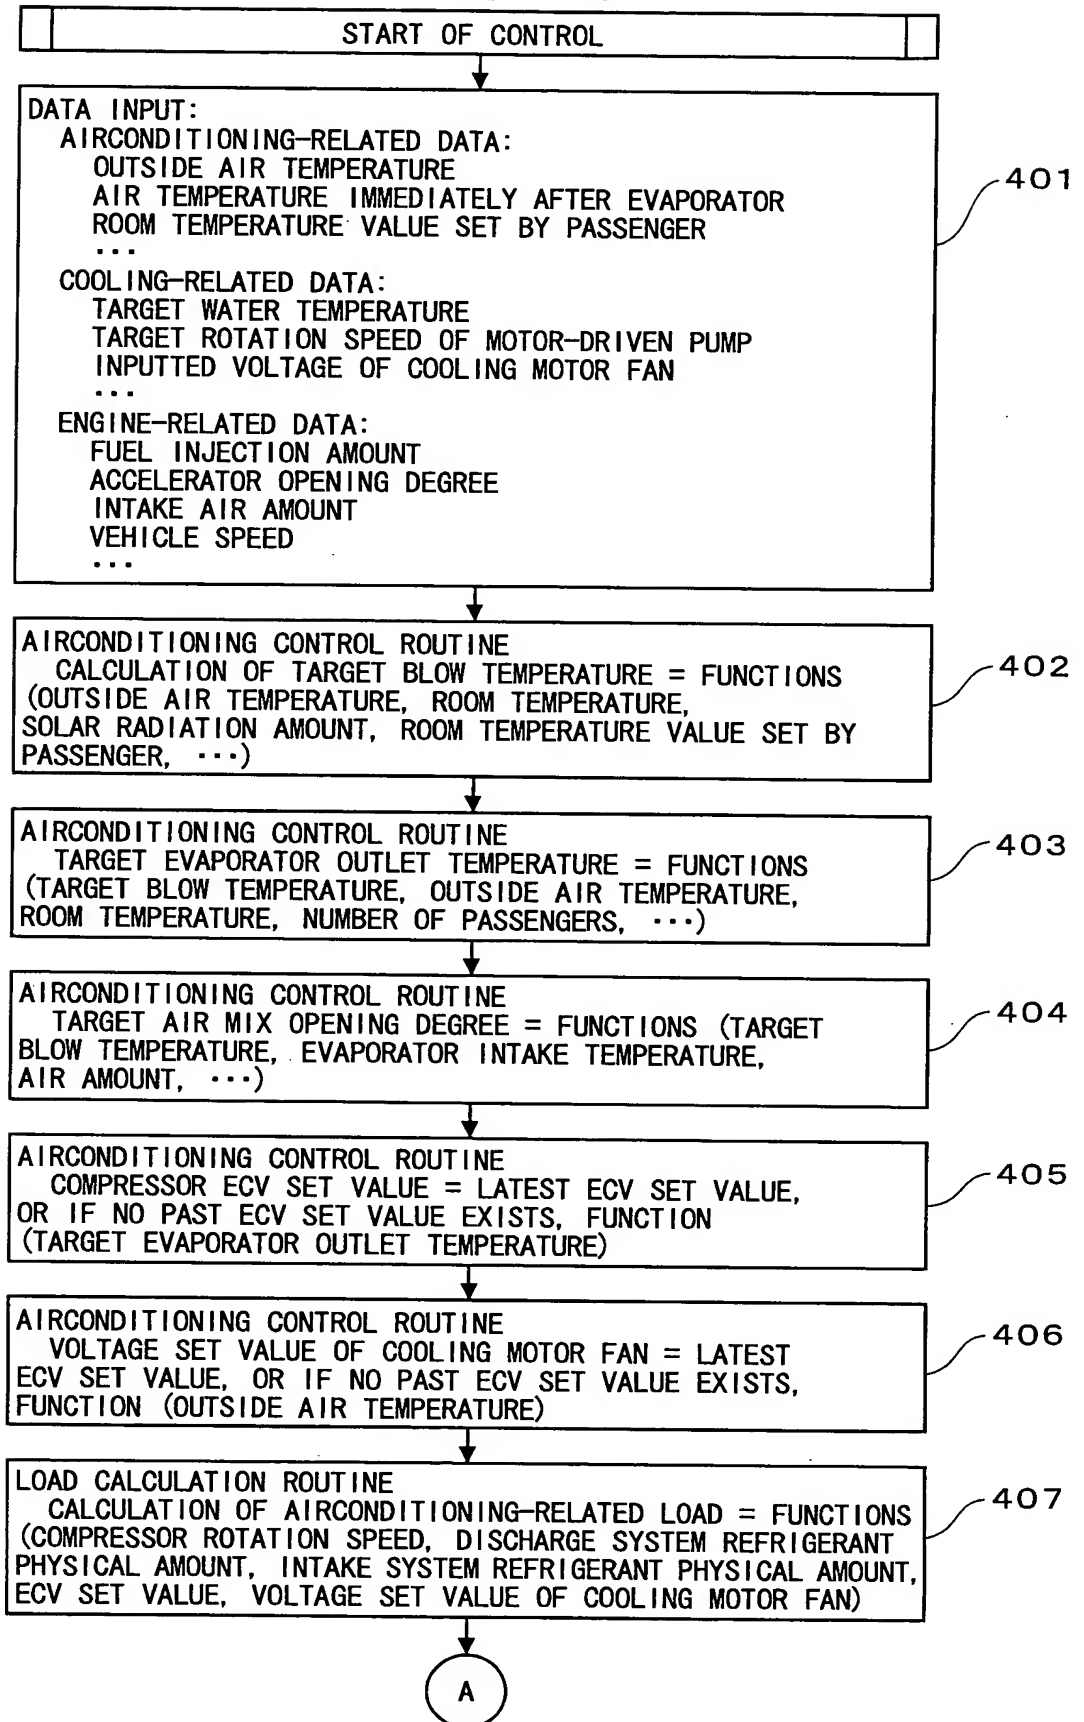 START OF CONTROL
DATA INPUT:
AIRCONDITIONING-RELATED DATA:
OUTSIDE AIR TEMPERATURE
AIR TEMPERATURE IMMEDIATELY AFTER EVAPORATOR
ROOM TEMPERATURE VALUE SET BY PASSENGER
...
COOLING-RELATED DATA:
TARGET WATER TEMPERATURE
TARGET ROTATION SPEED OF MOTOR-DRIVEN PUMP
INPUTTED VOLTAGE OF COOLING MOTOR FAN
...
ENGINE-RELATED DATA:
FUEL INJECTION AMOUNT
ACCELERATOR OPENING DEGREE
INTAKE AIR AMOUNT
VEHICLE SPEED
...
401
AIRCONDITIONING CONTROL ROUTINE
CALCULATION OF TARGET BLOW TEMPERATURE = FUNCTIONS
(OUTSIDE AIR TEMPERATURE, ROOM TEMPERATURE,
SOLAR RADIATION AMOUNT, ROOM TEMPERATURE VALUE SET BY
PASSENGER, ...)
402
AIRCONDITIONING CONTROL ROUTINE
TARGET EVAPORATOR OUTLET TEMPERATURE = FUNCTIONS
(TARGET BLOW TEMPERATURE, OUTSIDE AIR TEMPERATURE,
ROOM TEMPERATURE, NUMBER OF PASSENGERS, ...)
403
AIRCONDITIONING CONTROL ROUTINE
TARGET AIR MIX OPENING DEGREE = FUNCTIONS (TARGET
BLOW TEMPERATURE, EVAPORATOR INTAKE TEMPERATURE,
AIR AMOUNT, ...)
404
AIRCONDITIONING CONTROL ROUTINE
COMPRESSOR ECV SET VALUE = LATEST ECV SET VALUE,
OR IF NO PAST ECV SET VALUE EXISTS, FUNCTION
(TARGET EVAPORATOR OUTLET TEMPERATURE)
405
AIRCONDITIONING CONTROL ROUTINE
VOLTAGE SET VALUE OF COOLING MOTOR FAN = LATEST
ECV SET VALUE, OR IF NO PAST ECV SET VALUE EXISTS,
FUNCTION (OUTSIDE AIR TEMPERATURE)
406
LOAD CALCULATION ROUTINE
CALCULATION OF AIRCONDITIONING-RELATED LOAD = FUNCTIONS
(COMPRESSOR ROTATION SPEED, DISCHARGE SYSTEM REFRIGERANT
PHYSICAL AMOUNT, INTAKE SYSTEM REFRIGERANT PHYSICAL AMOUNT,
ECV SET VALUE, VOLTAGE SET VALUE OF COOLING MOTOR FAN)
407
A